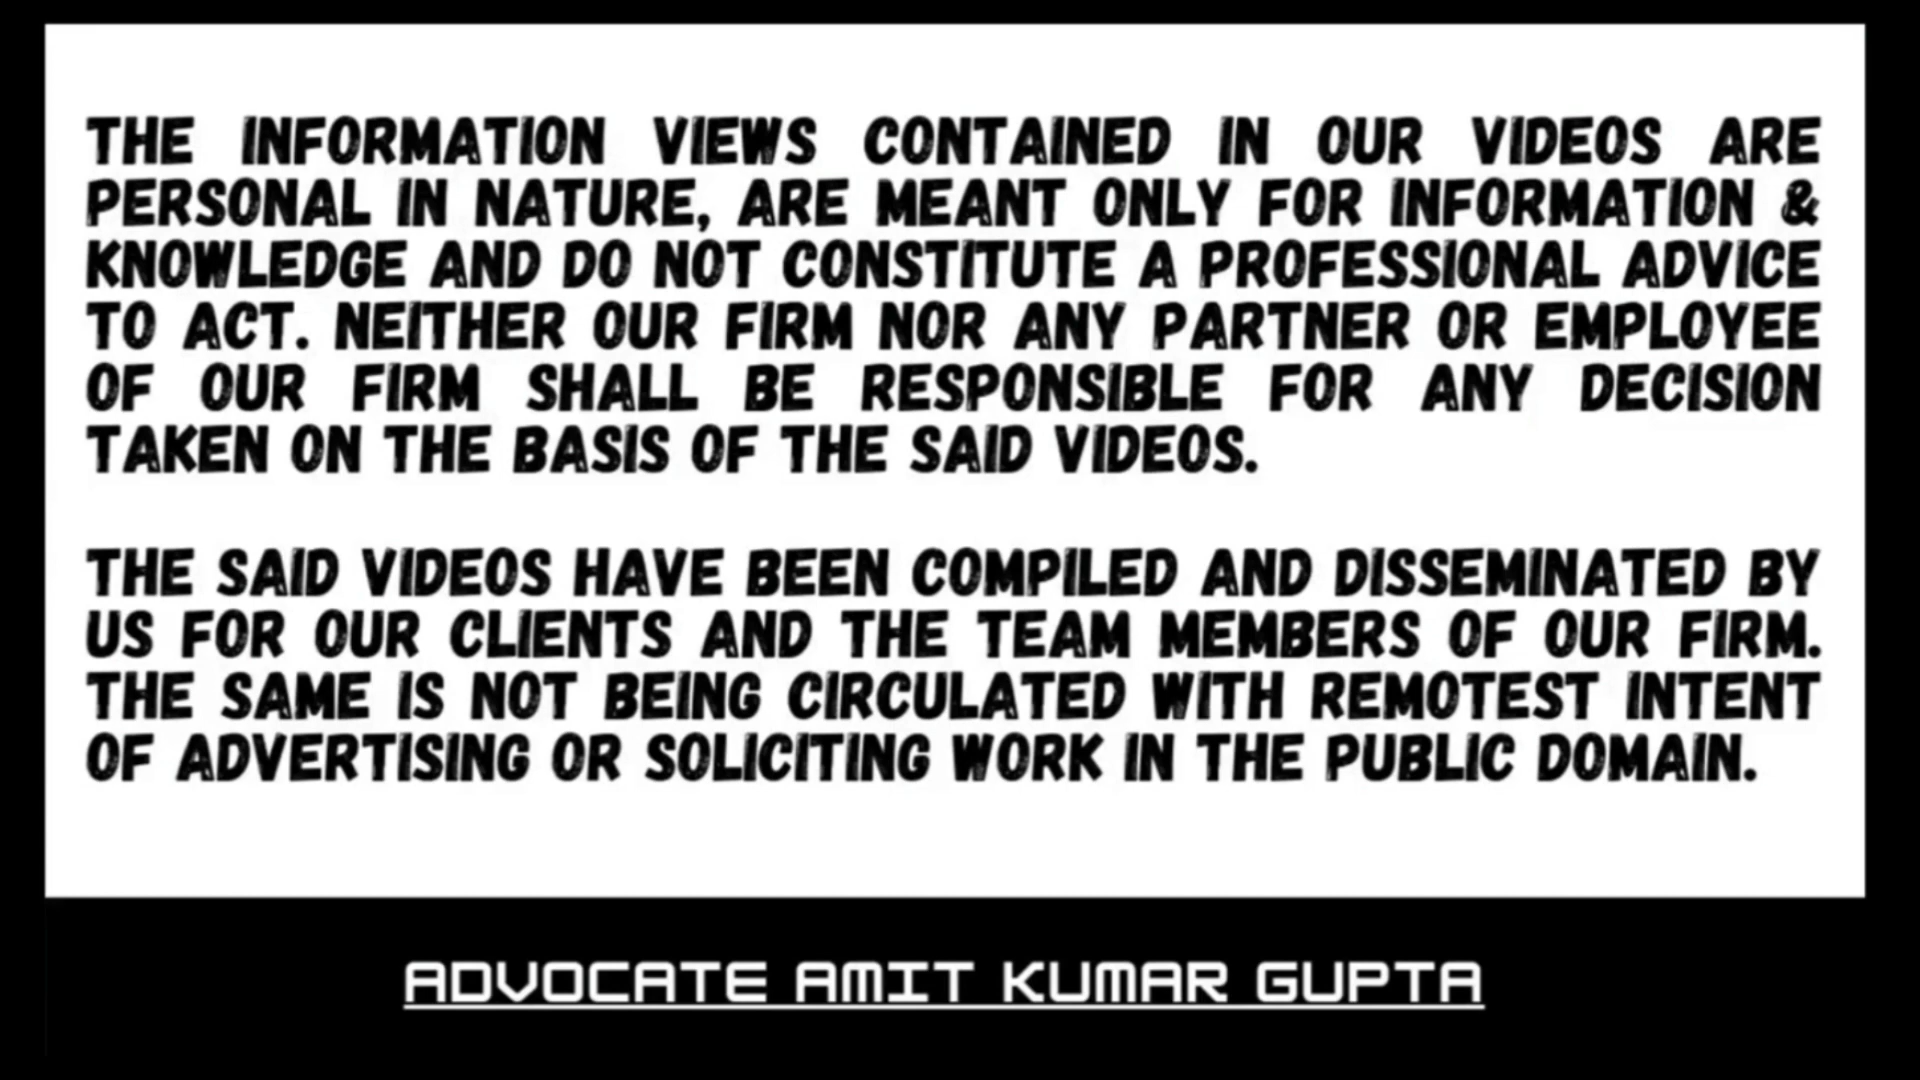 THE INFORMATION VIEWS CONTAINED IN OUR VIDEOS ARE
PERSONAL IN NATURE, ARE MEANT ONLY FOR INFORMATION &
KNOWLEDGE AND DO NOT CONSTITUTE A PROFESSIONAL ADVICE
TO ACT. NEITHER OUR FIRM NOR ANY PARTNER OR EMPLOYEE
OF OUR FIRM SHALL BE RESPONSIBLE FOR ANY DECISION
TAKEN ON THE BASIS OF THE SAID VIDEOS.
THE SAID VIDEOS HAVE BEEN COMPILED AND DISSEMINATED BY
US FOR OUR CLIENTS AND THE TEAM MEMBERS OF OUR FIRM.
THE SAME IS NOT BEING CIRCULATED WITH REMOTEST INTENT
OF ADVERTISING OR SOLICITING WORK IN THE PUBLIC DOMAIN.
ADVOCATE AMIT KUMAR GUPTA